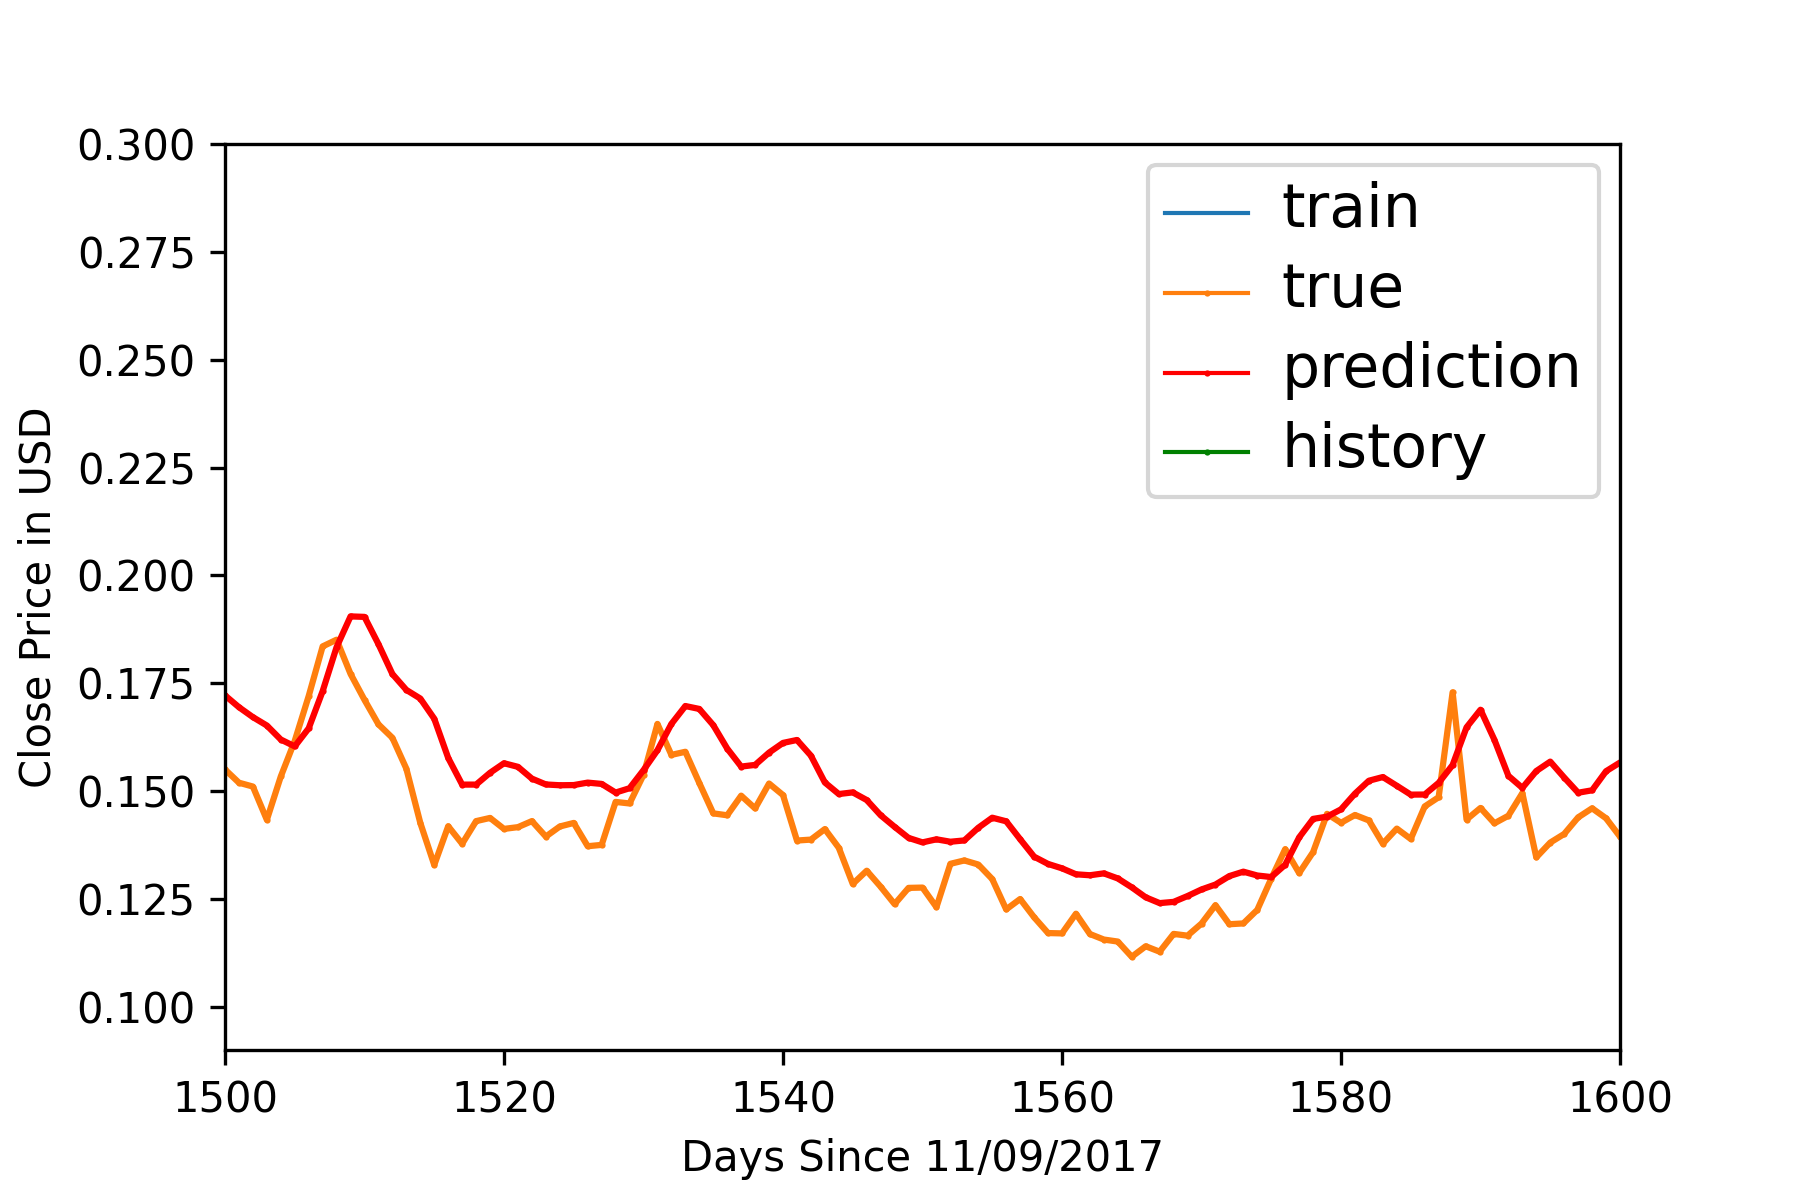 0.300
0.275
0.250
0.225
0.200
0.175
0.150
0.125
0.100
Close Price in USD
train
true
prediction
history
1500 1520 1540 1560 1580 1600
Days Since 11/09/2017